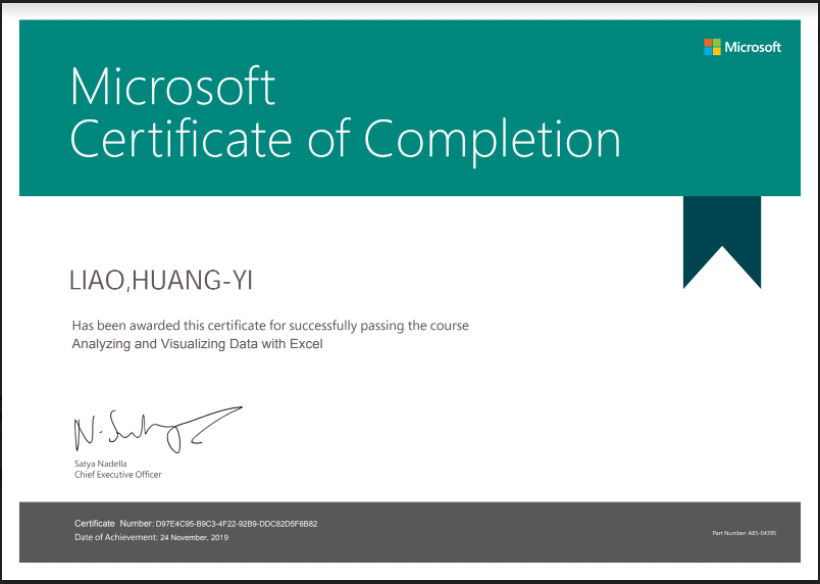 Microsoft
Microsoft
Certificate of Completion
LIAO,HUANG-YI
Has been awarded this certificate for successfully passing the course
Analyzing and Visualizing Data with Excel
Satya Nadella
Chief Executive Officer
Certificate Number: D97E4C95-B9C3-4F22-92B9-DDC82D5F6B82
Date of Achievement: 24 November, 2019
Part Number: A85-04395